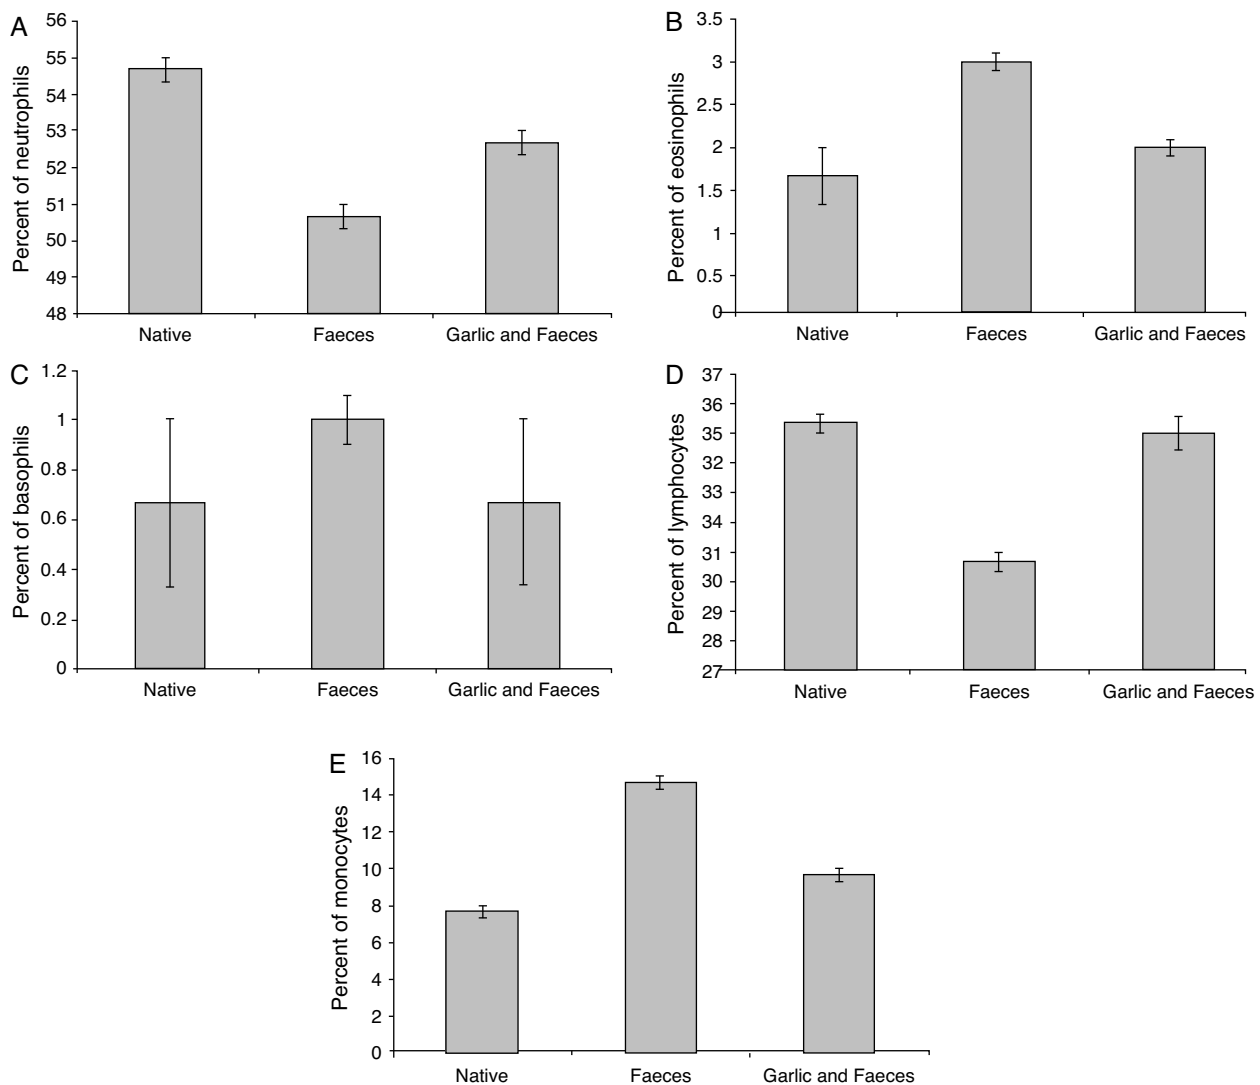 A
Percent of neutrophils
56
55
54
53
52
51
50
49
48
Native Faeces Garlic and Faeces
B
Percent of eosinophils
3.5
3
2.5
2
1.5
1
0.5
0
Native Faeces Garlic and Faeces
C
Percent of basophils
1.2
1
0.8
0.6
0.4
0.2
0
Native Faeces Garlic and Faeces
D
Percent of lymphocytes
37
36
35
32
33
34
31
30
29
28
27
Native Faeces Garlic and Faeces
E
Percent of monocytes
16
14
12
10
8
6
4
2
0
Native Faeces Garlic and Faeces